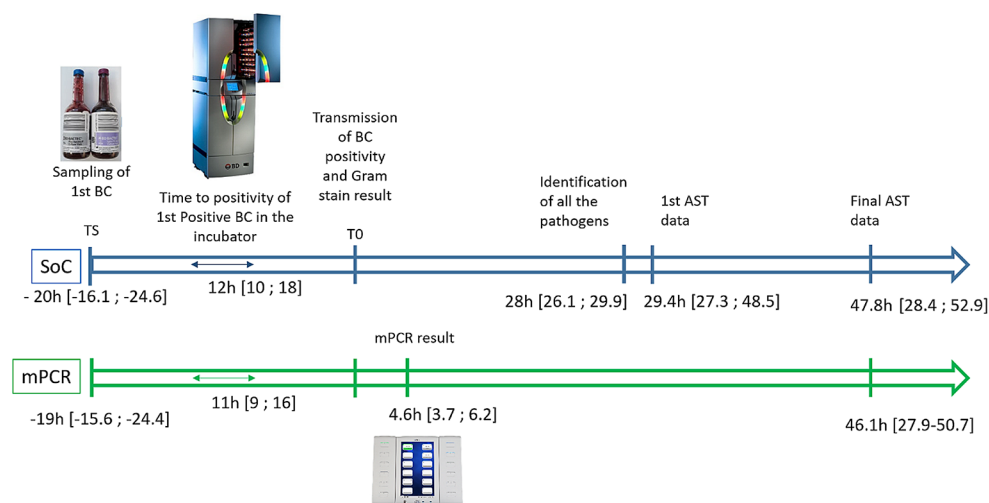 Sampling of
1st BC
Time to positivity of
1st Positive BC in the
incubator
Transmission
of BC
positivity
and Gram
stain result
Identification
of all the
pathogens
1st AST
data
Final AST
data
TS
T0
SoC
- 20h [-16.1 ; -24.6]
12h [10 ; 18]
28h [26.1 ; 29.9]
29.4h [27.3 ; 48.5]
47.8h [28.4 ; 52.9]
BD
mPCR result
mPCR
-19h [-15.6 ; -24.4]
11h [9 ; 16]
4.6h [3.7 ; 6.2]
46.1h [27.9-50.7]